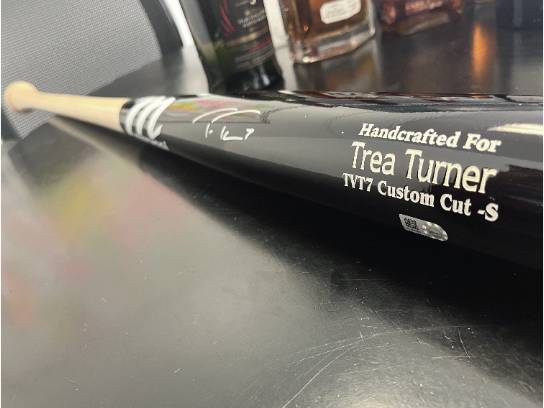 Handcrafted For
Trea Turner
TVT7 Custom Cut -S